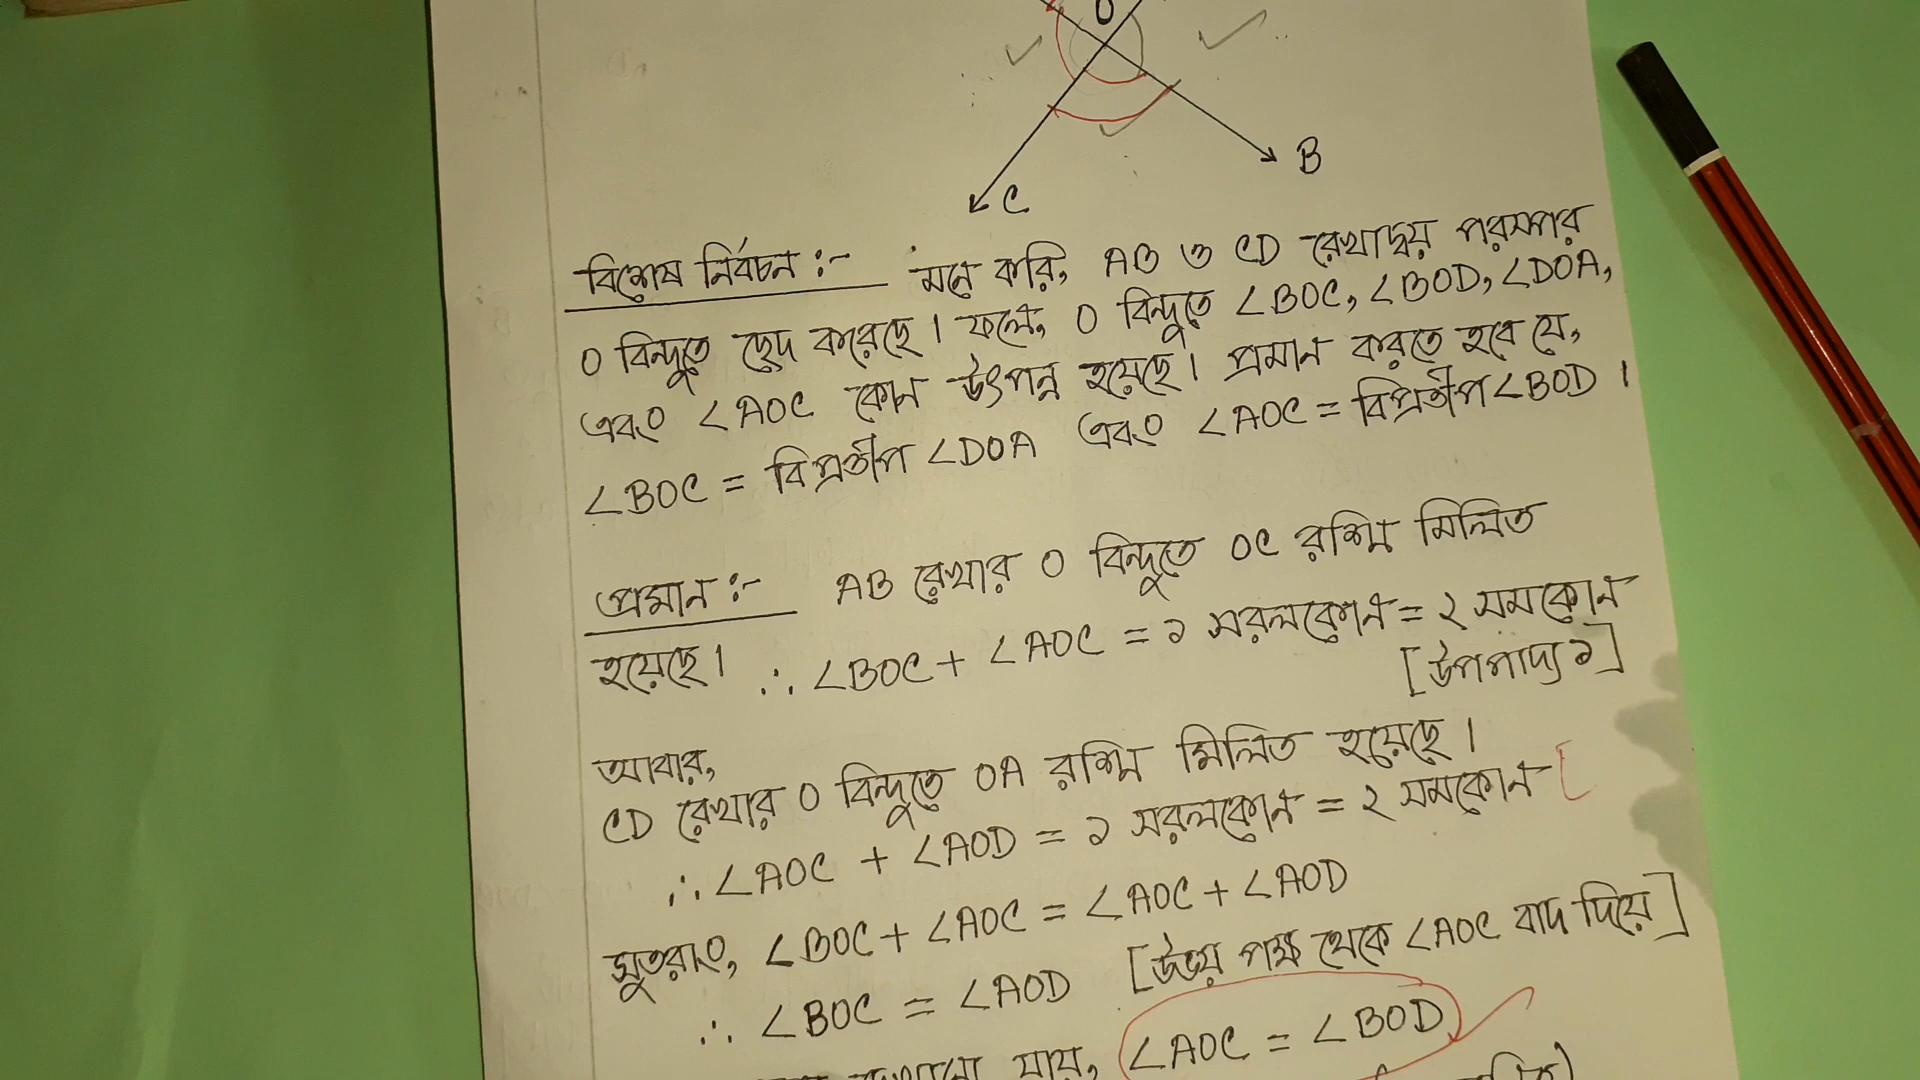 O
B
C
বিশেষ নির্বচন :- মনে করি, AB ও CD রেখাদ্বয় পরস্পর
O বিন্দুতে ছেদ করেছে। ফলে, O বিন্দুতে ∠BOC, ∠BOD, ∠DOA,
এবং ∠AOC কোন উৎপন্ন হয়েছে। প্রমান করতে হবে যে,
∠BOC = বিপ্রতীপ ∠DOA এবং ∠AOC = বিপ্রতীপ ∠BOD ।
প্রমান :- AB রেখার O বিন্দুতে OC রশ্মি মিলিত
হয়েছে। ∴ ∠BOC + ∠AOC = ১ সরলকোন = ২ সমকোন
[উপপাদ্য ১]
আবার,
CD রেখার O বিন্দুতে OA রশ্মি মিলিত হয়েছে।
∴ ∠AOC + ∠AOD = ১ সরলকোন = ২ সমকোন [
সুতরাং, ∠BOC + ∠AOC = ∠AOC + ∠AOD
∴ ∠BOC = ∠AOD [উভয় পক্ষ থেকে ∠AOC বাদ দিয়ে]
যায়, ∠AOC = ∠BOD